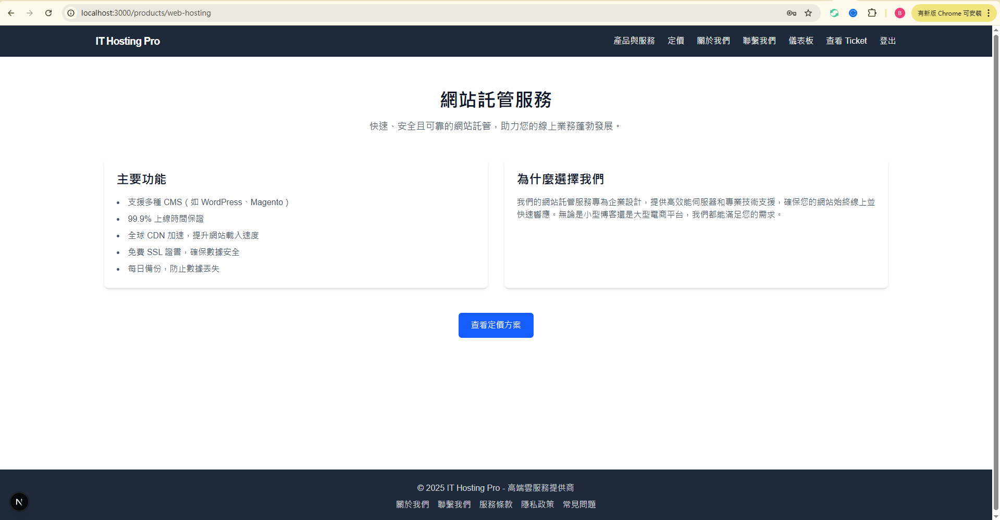 localhost:3000/products/web-hosting
B
有新版 Chrome 可安裝
IT Hosting Pro
產品與服務 定價 關於我們 聯繫我們 儀表板 查看 Ticket 登出
網站託管服務
快速、安全且可靠的網站託管，助力您的線上業務蓬勃發展。
主要功能
支援多種 CMS（如 WordPress、Magento）
99.9% 上線時間保證
全球 CDN 加速，提升網站載入速度
免費 SSL 證書，確保數據安全
每日備份，防止數據丟失
為什麼選擇我們
我們的網站託管服務專為企業設計，提供高效能伺服器和專業技術支援，確保您的網站始終線上並
快速響應。無論是小型博客還是大型電商平台，我們都能滿足您的需求。
查看定價方案
© 2025 IT Hosting Pro - 高端雲服務提供商
關於我們 聯繫我們 服務條款 隱私政策 常見問題
N